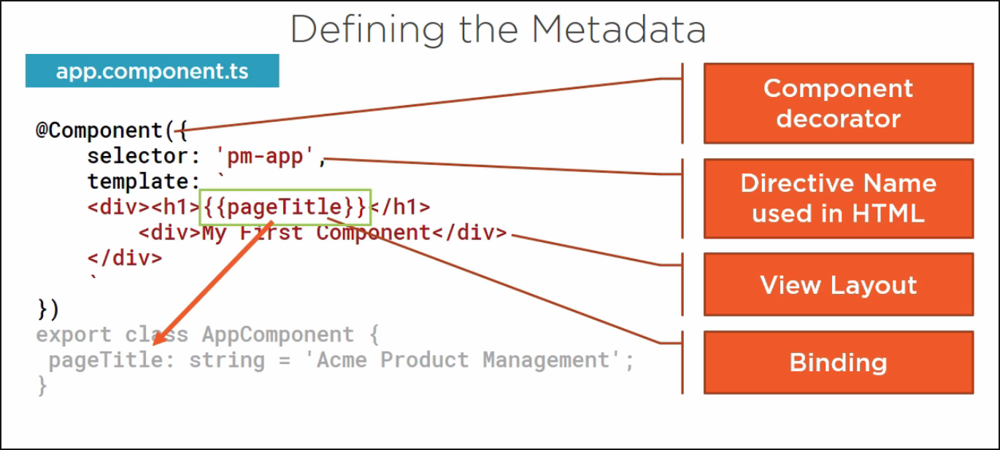 Defining the Metadata
app.component.ts
@Component({
    selector: 'pm-app',
    template: `
    <div><h1>{{pageTitle}}</h1>
        <div>My First Component</div>
    </div>
    `
})
export class AppComponent {
 pageTitle: string = 'Acme Product Management';
}
Component
decorator
Directive Name
used in HTML
View Layout
Binding